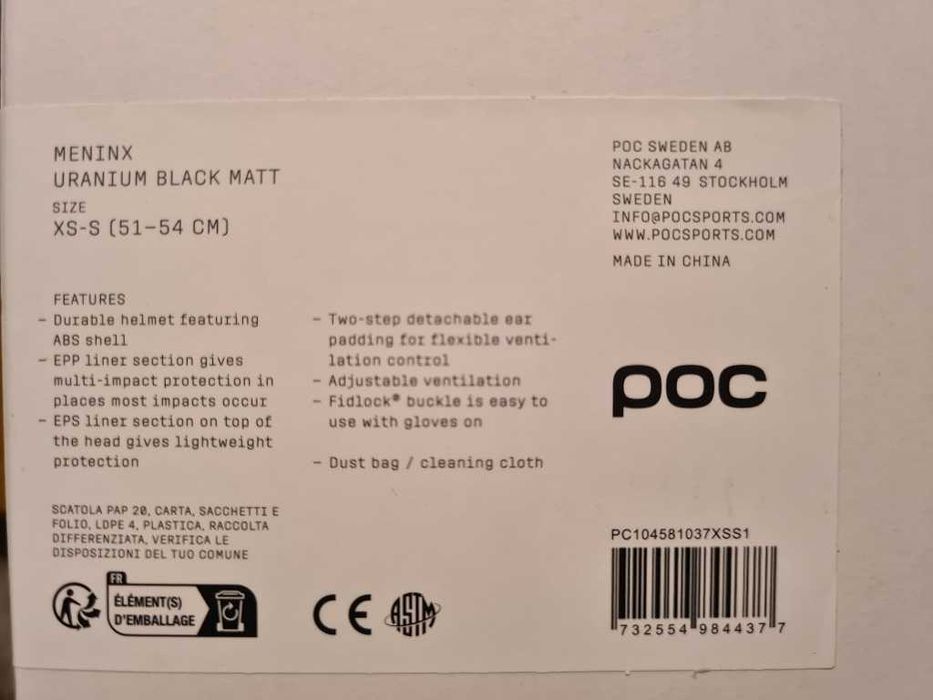 MENINX
URANIUM BLACK MATT
SIZE
XS-S (51–54 CM)
POC SWEDEN AB
NACKAGATAN 4
SE-116 49 STOCKHOLM
SWEDEN
INFO@POCSPORTS.COM
WWW.POCSPORTS.COM
MADE IN CHINA
FEATURES
– Durable helmet featuring
ABS shell
– EPP liner section gives
multi-impact protection in
places most impacts occur
– EPS liner section on top of
the head gives lightweight
protection
– Two-step detachable ear
padding for flexible venti-
lation control
– Adjustable ventilation
– Fidlock® buckle is easy to
use with gloves on
– Dust bag / cleaning cloth
poc
SCATOLA PAP 20, CARTA, SACCHETTI E
FOLIO, LDPE 4, PLASTICA, RACCOLTA
DIFFERENZIATA, VERIFICA LE
DISPOSIZIONI DEL TUO COMUNE
FR
ÉLÉMENT(S)
D'EMBALLAGE
CE
ASTM
PC104581037XSS1
7 325549 844377